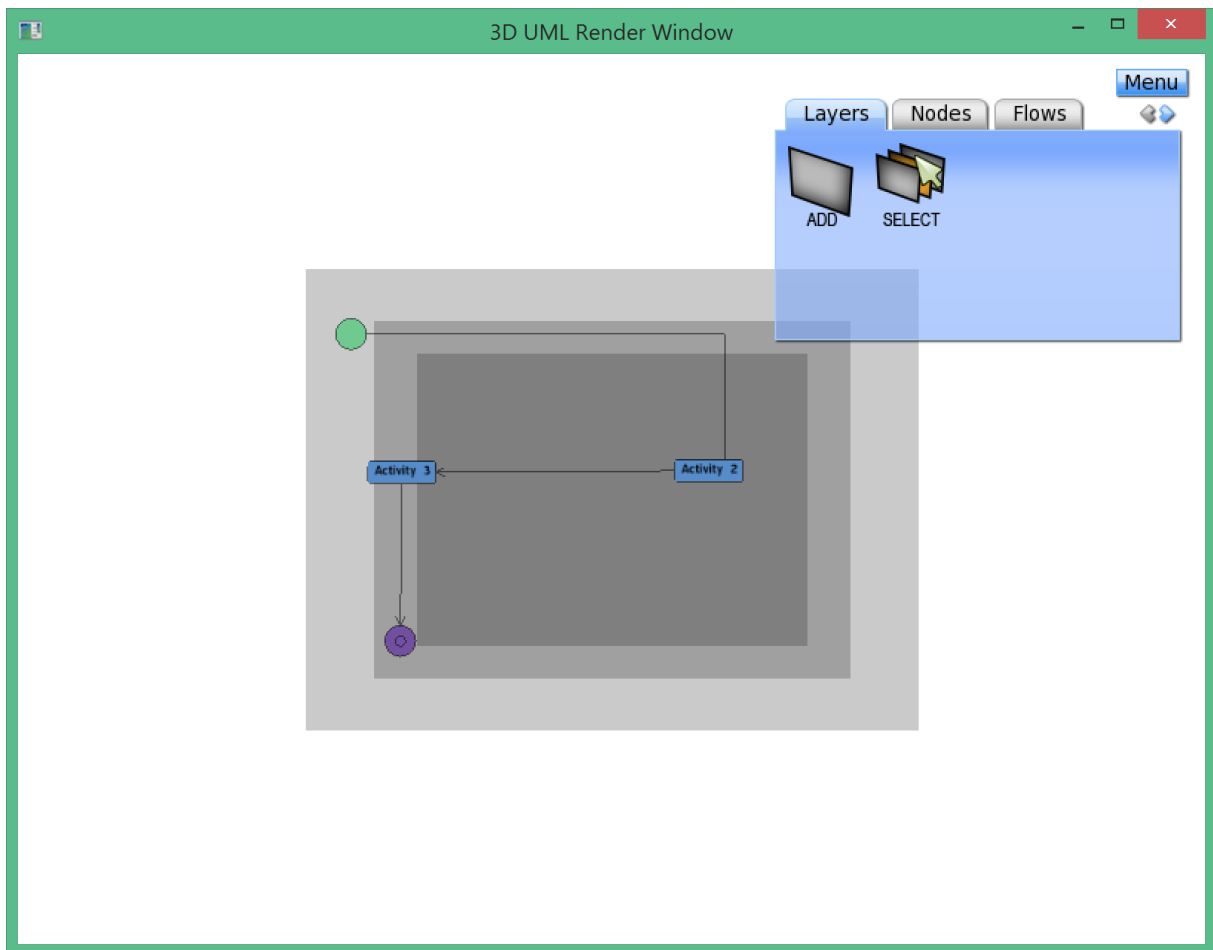 3D UML Render Window
Menu
Layers Nodes Flows
ADD SELECT
Activity 3 Activity 2